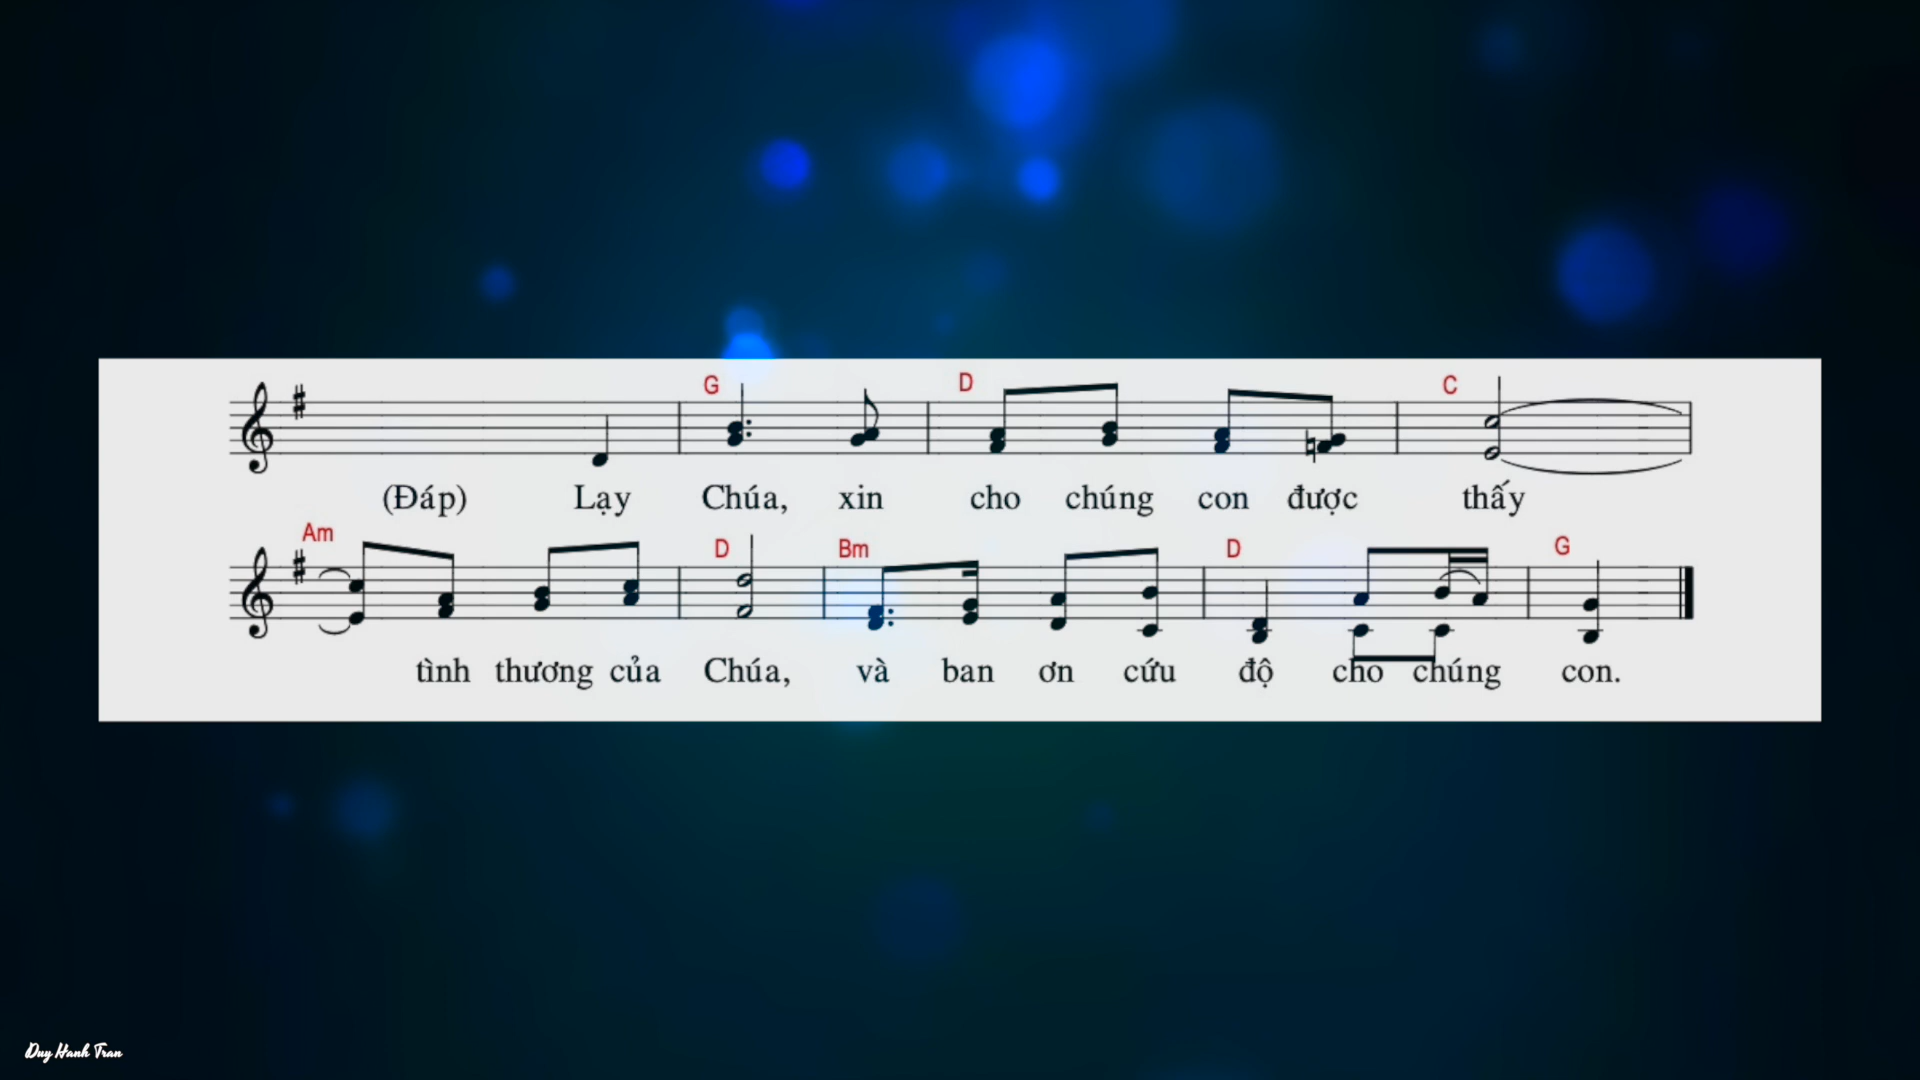 G D C
(Đáp) Lạy Chúa, xin cho chúng con được thấy
Am D Bm D G
tình thương của Chúa, và ban ơn cứu độ cho chúng con.
Duy Hanh Tran